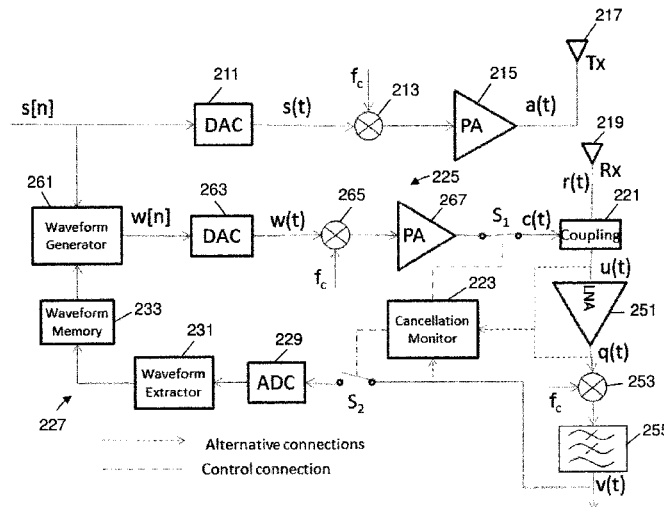 217
Tx
211
f_c
215
213
s[n]
DAC
s(t)
PA
a(t)
219
Rx
r(t)
261
263
265
225
267
221
Waveform Generator
w[n]
DAC
w(t)
PA
S₁
c(t)
Coupling
f_c
u(t)
223
LNA
251
233
Waveform Memory
Cancellation Monitor
231
229
q(t)
Waveform Extractor
ADC
S₂
f_c
253
227
255
Alternative connections
Control connection
v(t)